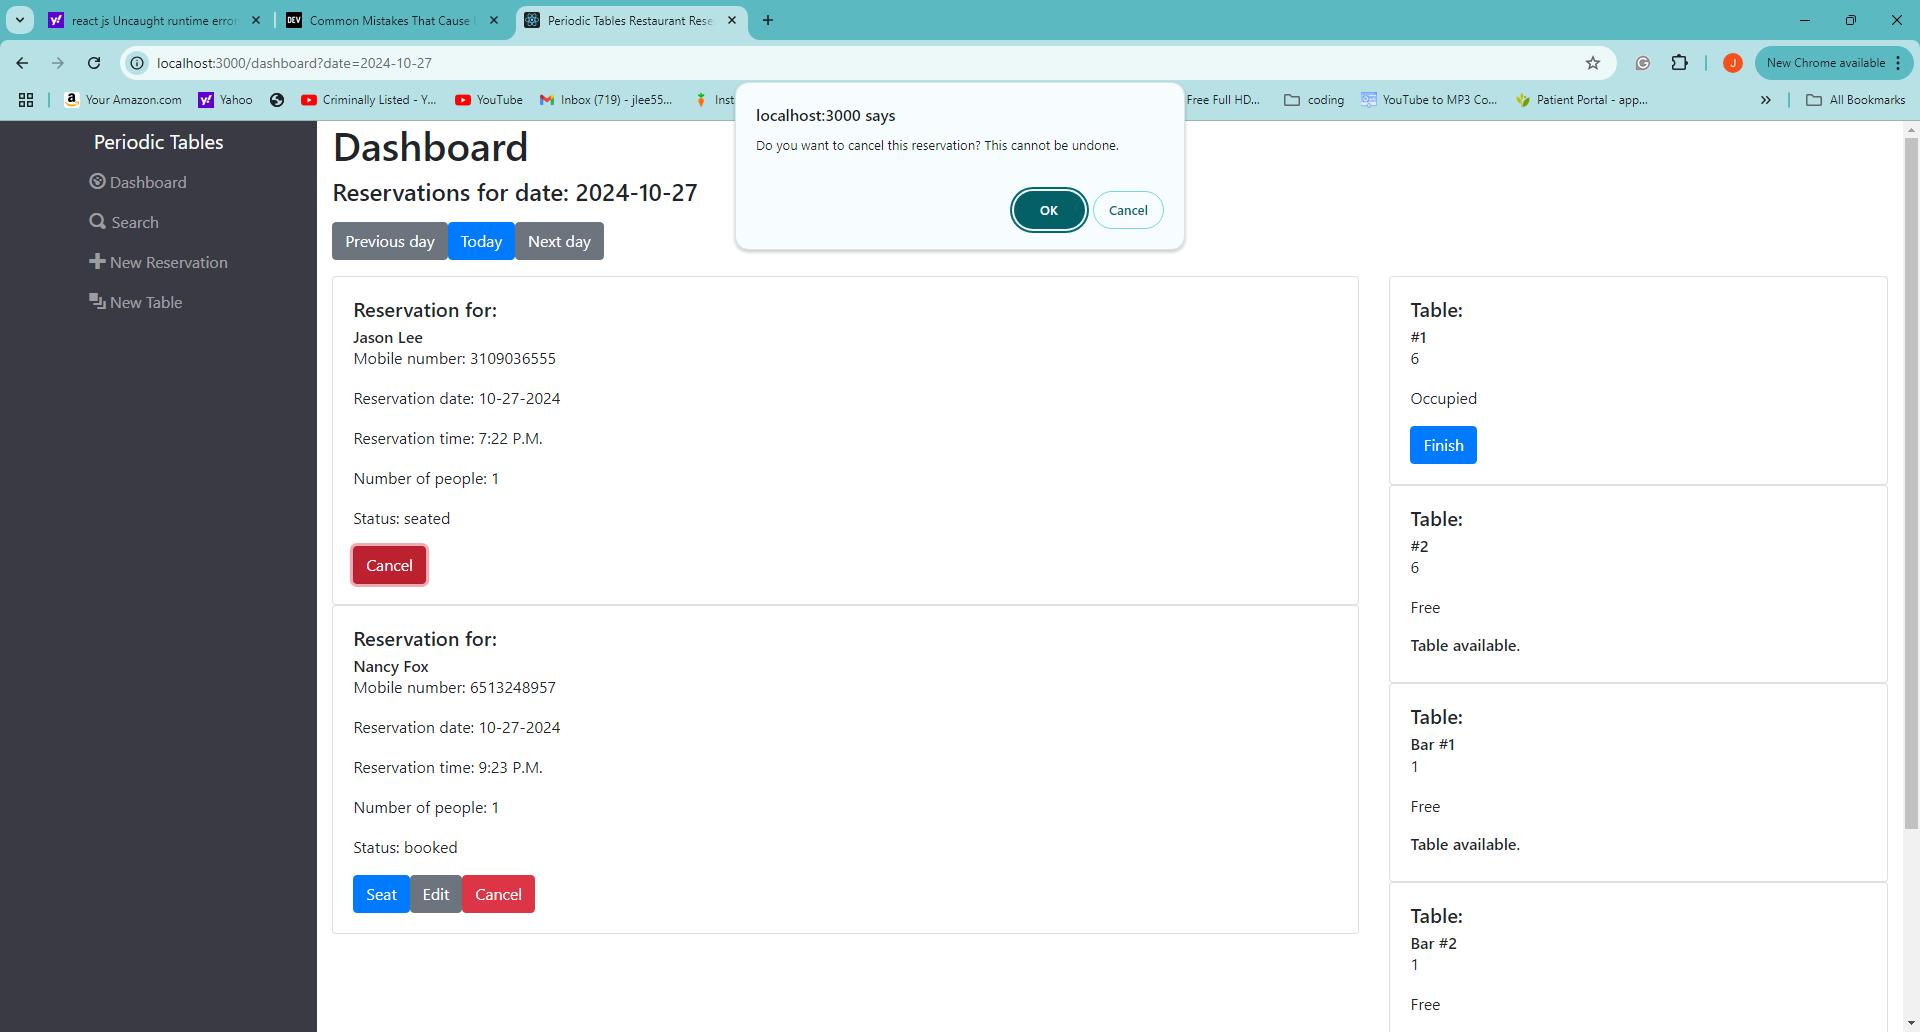 react js Uncaught runtime error
Common Mistakes That Cause
Periodic Tables Restaurant Rese
localhost:3000/dashboard?date=2024-10-27
J
New Chrome available
Your Amazon.com
Yahoo
Criminally Listed - Y...
YouTube
Inbox (719) - jlee55...
Inst
Free Full HD...
coding
YouTube to MP3 Co...
Patient Portal - app...
All Bookmarks
localhost:3000 says
Do you want to cancel this reservation? This cannot be undone.
OK
Cancel
Periodic Tables
Dashboard
Search
New Reservation
New Table
Dashboard
Reservations for date: 2024-10-27
Previous day
Today
Next day
Reservation for:
Jason Lee
Mobile number: 3109036555
Reservation date: 10-27-2024
Reservation time: 7:22 P.M.
Number of people: 1
Status: seated
Cancel
Reservation for:
Nancy Fox
Mobile number: 6513248957
Reservation date: 10-27-2024
Reservation time: 9:23 P.M.
Number of people: 1
Status: booked
Seat
Edit
Cancel
Table:
#1
6
Occupied
Finish
Table:
#2
6
Free
Table available.
Table:
Bar #1
1
Free
Table available.
Table:
Bar #2
1
Free